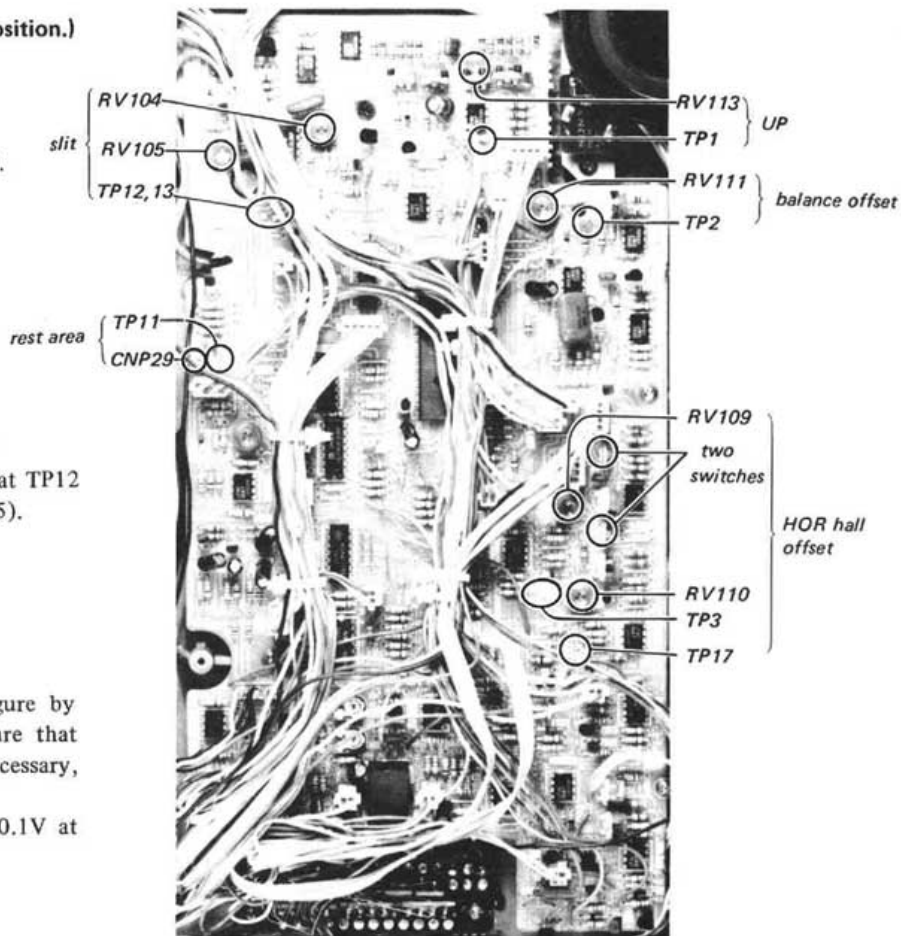 osition.)
.
at TP12
5).
gure by
are that
cessary,
0.1V at
slit
RV104
RV105
TP12,13
rest area
TP11
CNP29
RV113
TP1
UP
RV111
TP2
balance offset
RV109
two
switches
RV110
TP3
TP17
HOR hall
offset